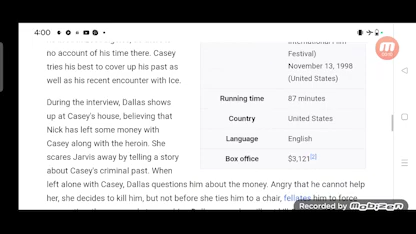 4:00
no account of his time there. Casey
tries his best to cover up his past as
well as his recent encounter with Ice.
During the interview, Dallas shows
up at Casey's house, believing that
Nick has left some money with
Casey along with the heroin. She
scares Jarvis away by telling a story
about Casey's criminal past. When
left alone with Casey, Dallas questions him about the money. Angry that he cannot help
her, she decides to kill him, but not before she ties him to a chair, fellates him to force
International Film
Festival)
November 13, 1998
(United States)
Running time 87 minutes
Country United States
Language English
Box office $3,121[2]
Recorded by Mobizen